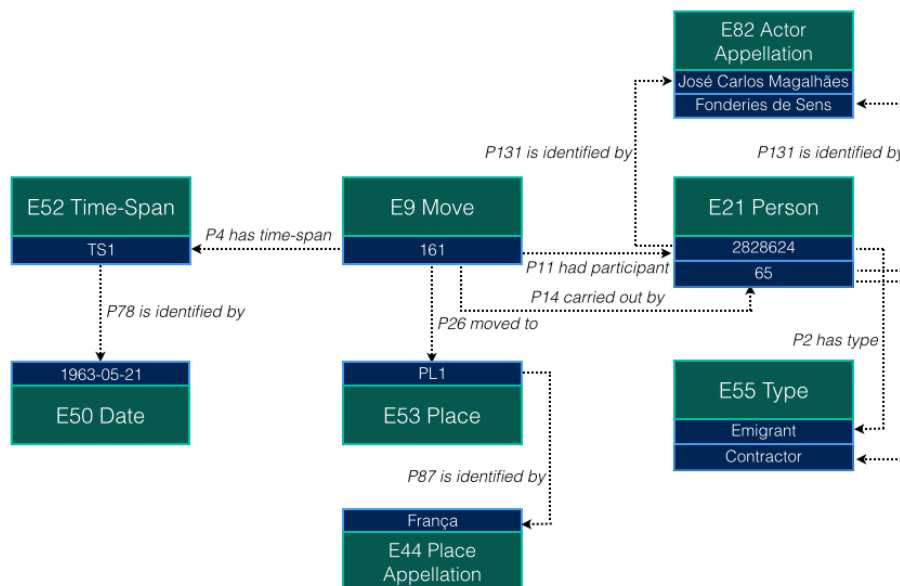 E82 Actor
Appellation
José Carlos Magalhães
Fonderies de Sens
P131 is identified by
P131 is identified by
E52 Time-Span
TS1
P4 has time-span
E9 Move
161
E21 Person
2828624
65
P11 had participant
P14 carried out by
P78 is identified by
P26 moved to
P2 has type
1963-05-21
E50 Date
PL1
E53 Place
E55 Type
Emigrant
Contractor
P87 is identified by
França
E44 Place
Appellation